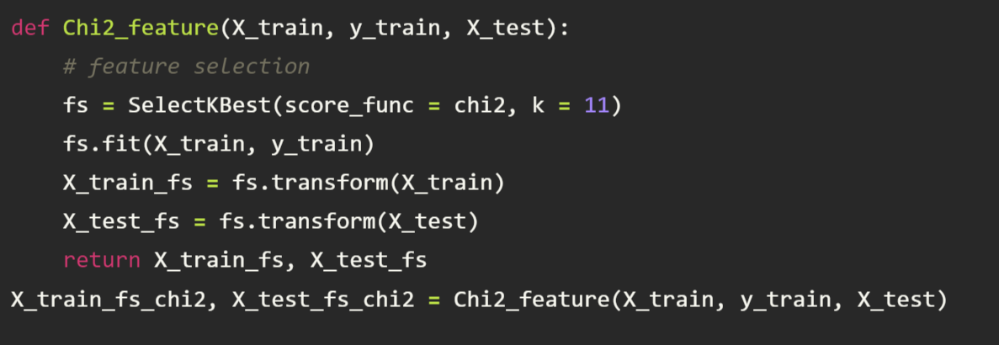 def Chi2_feature(X_train, y_train, X_test):
    # feature selection
    fs = SelectKBest(score_func = chi2, k = 11)
    fs.fit(X_train, y_train)
    X_train_fs = fs.transform(X_train)
    X_test_fs = fs.transform(X_test)
    return X_train_fs, X_test_fs
X_train_fs_chi2, X_test_fs_chi2 = Chi2_feature(X_train, y_train, X_test)